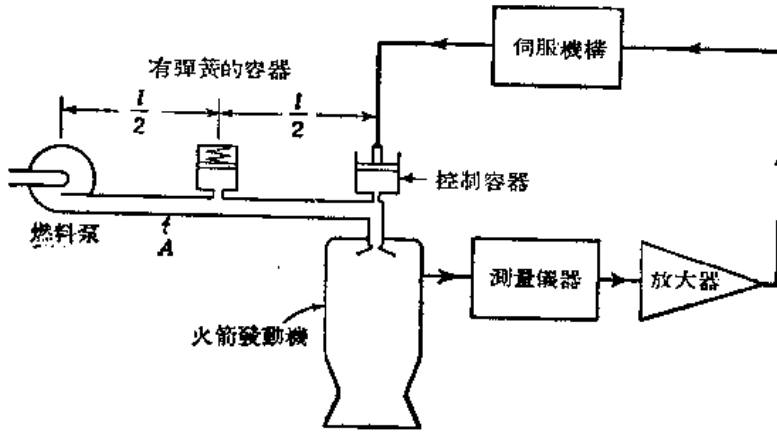 伺服機構
有彈簧的容器
l/2
l/2
控制容器
燃料泵
A
測量儀器
放大器
火箭發動機